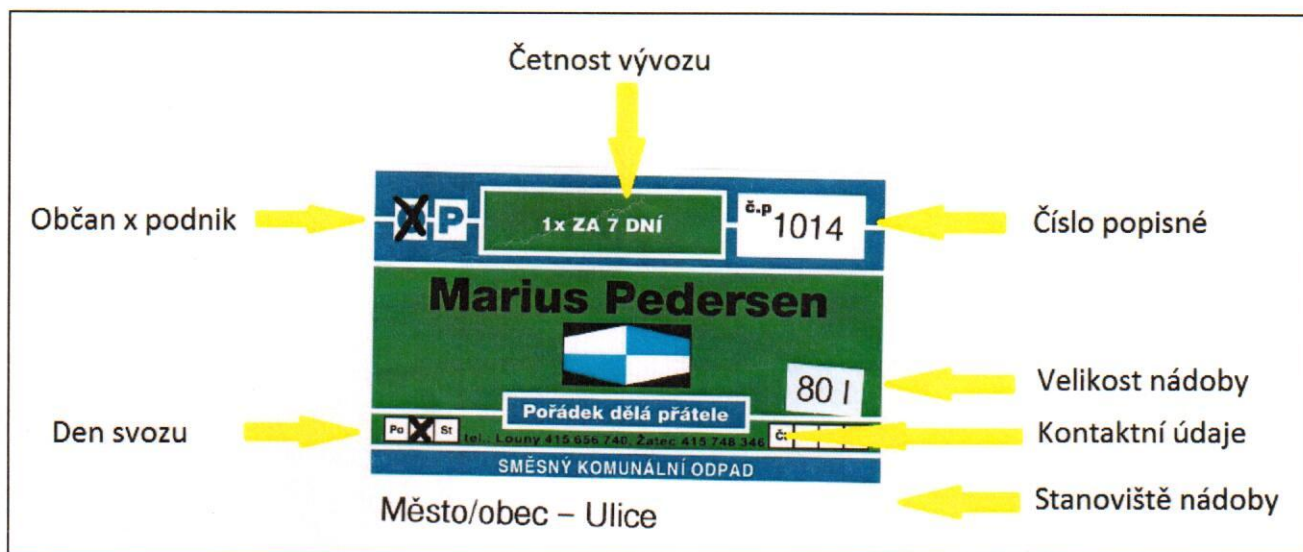 Četnost vývozu
Občan x podnik
P
1x ZA 7 DNÍ
č.p 1014
Číslo popisné
Marius Pedersen
80 l
Velikost nádoby
Pořádek dělá přátele
Den svozu
Po St
tel.: Louny 415 656 740, Žatec 415 748 346
Kontaktní údaje
SMĚSNÝ KOMUNÁLNÍ ODPAD
Stanoviště nádoby
Město/obec – Ulice